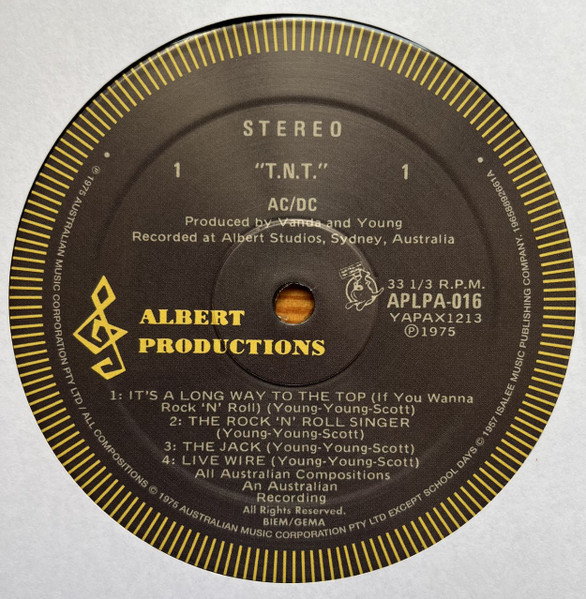 STEREO
1 "T.N.T." 1
AC/DC
Produced by Vanda and Young
Recorded at Albert Studios, Sydney, Australia
33 1/3 R.P.M.
APLPA-016
YAPAX1213
Ⓟ1975
ALBERT
PRODUCTIONS
1: IT'S A LONG WAY TO THE TOP (If You Wanna
Rock 'N' Roll) (Young-Young-Scott)
2: THE ROCK 'N' ROLL SINGER
(Young-Young-Scott)
3: THE JACK (Young-Young-Scott)
4: LIVE WIRE (Young-Young-Scott)
All Australian Compositions
An Australian
Recording
All Rights Reserved.
BIEM/GEMA
• Ⓟ 1975 AUSTRALIAN MUSIC CORPORATION PTY LTD / ALL COMPOSITIONS © 1975 AUSTRALIAN MUSIC CORPORATION PTY LTD EXCEPT SCHOOL DAYS © 1957 ISALEE MUSIC PUBLISHING COMPANY. 19658692661A •